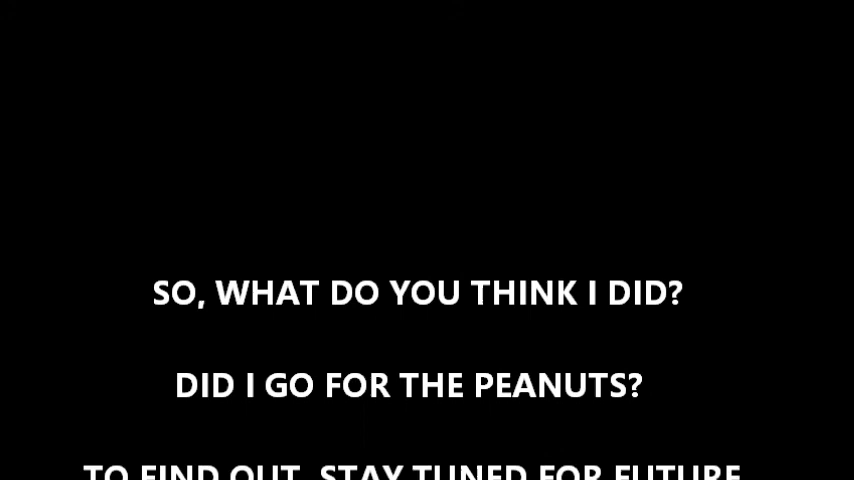 SO, WHAT DO YOU THINK I DID?
DID I GO FOR THE PEANUTS?
TO FIND OUT, STAY TUNED FOR FUTURE